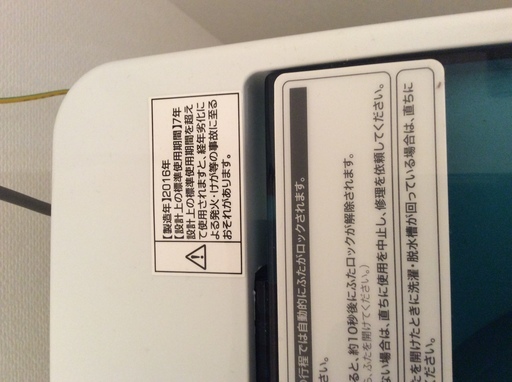 【製造年】2016年
【設計上の標準使用期間】7年
設計上の標準使用期間を超え
て使用されますと、経年劣化に
よる発火・けが等の事故に至る
おそれがあります。
行程では自動的にふたがロックされます。
さい。
ると、約10秒後にふたロックが解除されます。
ふたを開けてください。)
ない場合は、直ちに使用を中止し、修理を依頼してください。
を開けたときに洗濯・脱水槽が回っている場合は、直ちに
ください。